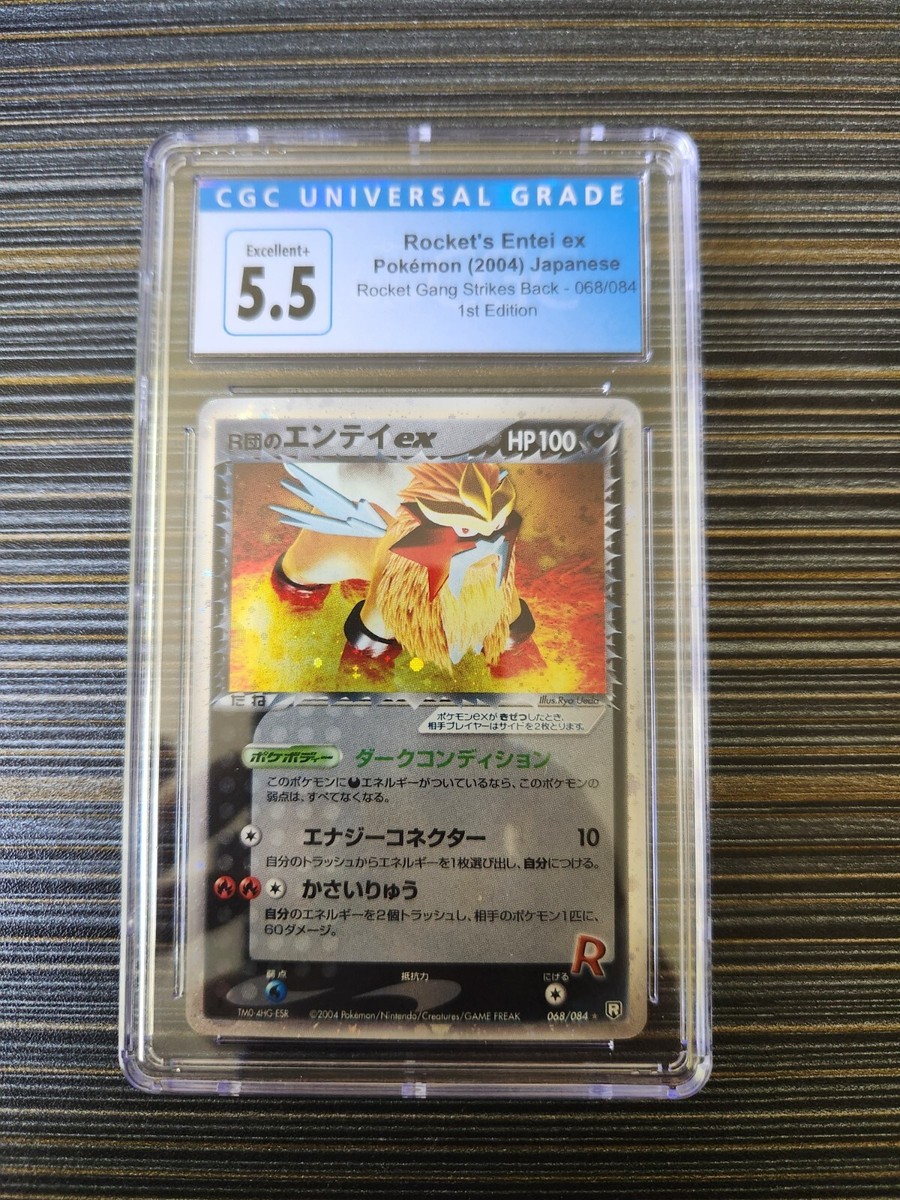 CGC UNIVERSAL GRADE
Excellent+
5.5
Rocket's Entei ex
Pokémon (2004) Japanese
Rocket Gang Strikes Back - 068/084
1st Edition
R団のエンテイex HP100
たね
Illus.Ryo Ueda
ポケモンexがきぜつしたとき、
相手プレイヤーはサイドを2枚とります。
ポケボディー ダークコンディション
このポケモンにエネルギーがついているなら、このポケモンの
弱点は、すべてなくなる。
エナジーコネクター 10
自分のトラッシュからエネルギーを1枚選び出し、自分につける。
かさいりゅう
自分のエネルギーを2個トラッシュし、相手のポケモン1匹に、
60ダメージ。
R
弱点 抵抗力 にげる
TM0 4HG ESR ©2004 Pokémon/Nintendo/Creatures/GAME FREAK 068/084 ★ R